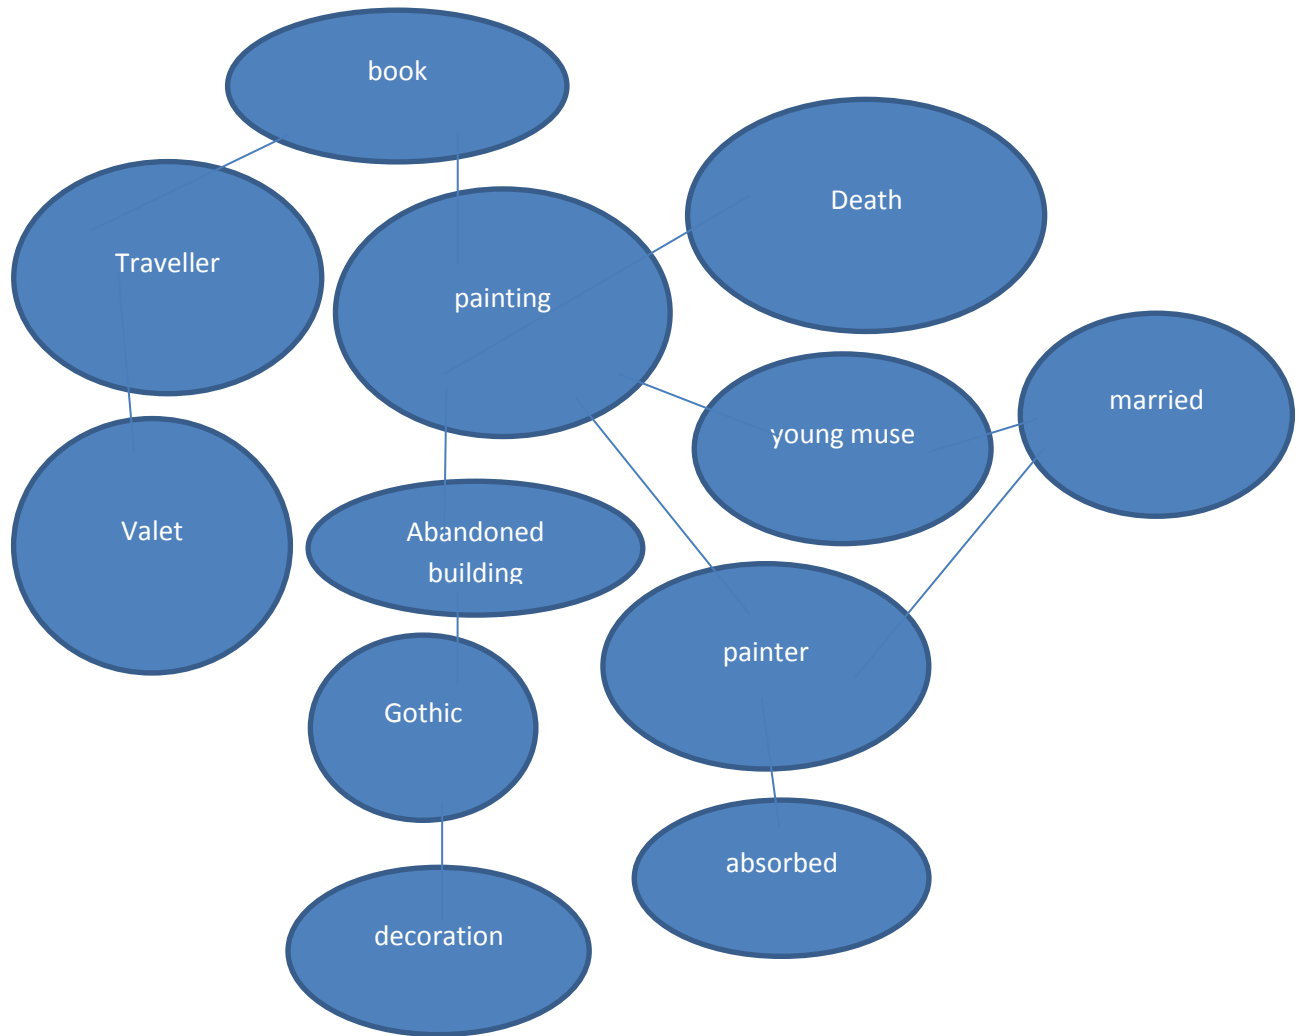 book
Death
Traveller
painting
married
young muse
Valet
Abandoned
building
painter
Gothic
absorbed
decoration